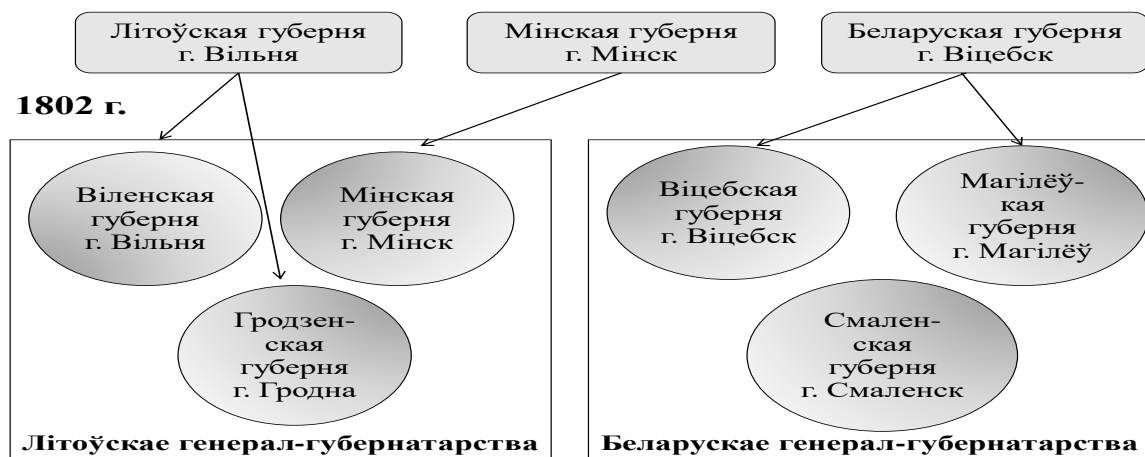 Літоўская губерня
г. Вільня
Мінская губерня
г. Мінск
Беларуская губерня
г. Віцебск
1802 г.
Віленская
губерня
г. Вільня
Мінская
губерня
г. Мінск
Гродзен-
ская
губерня
г. Гродна
Літоўскае генерал-губернатарства
Віцебская
губерня
г. Віцебск
Магілёў-
кая
губерня
г. Магілёў
Смален-
ская
губерня
г. Смаленск
Беларускае генерал-губернатарства